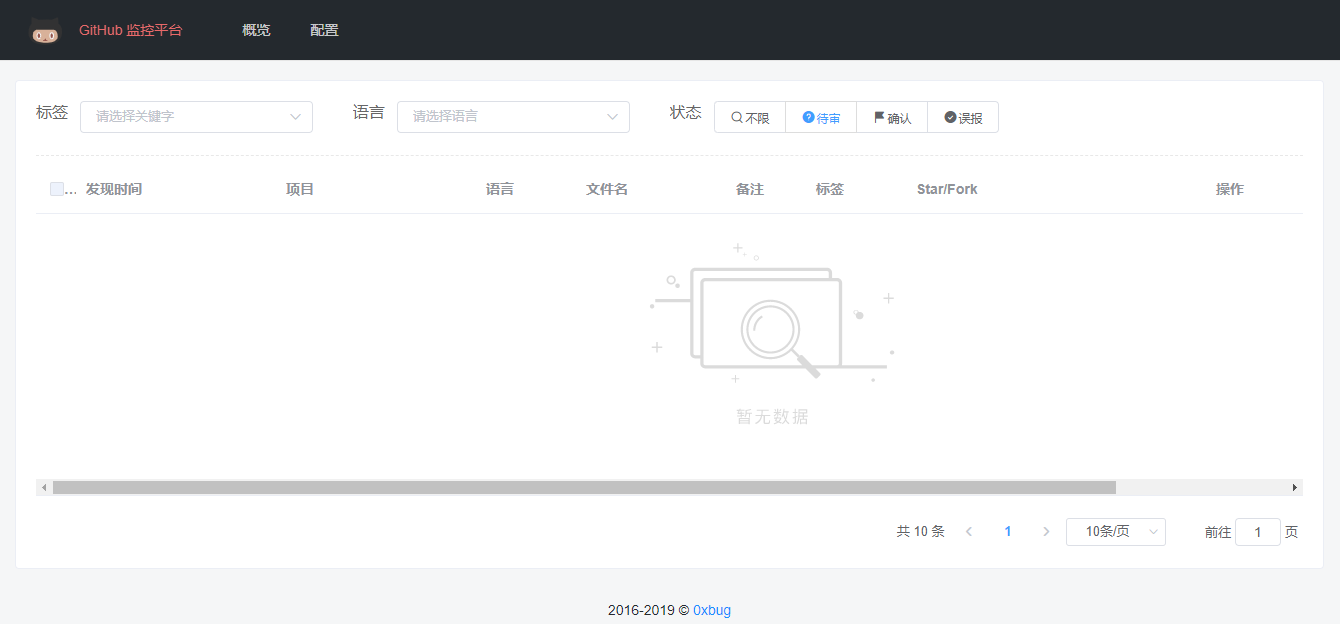 GitHub 监控平台 概览 配置
标签 请选择关键字 语言 请选择语言 状态 不限 待审 确认 误报
... 发现时间 项目 语言 文件名 备注 标签 Star/Fork 操作
暂无数据
共 10 条 1 10条/页 前往 1 页
2016-2019 © 0xbug